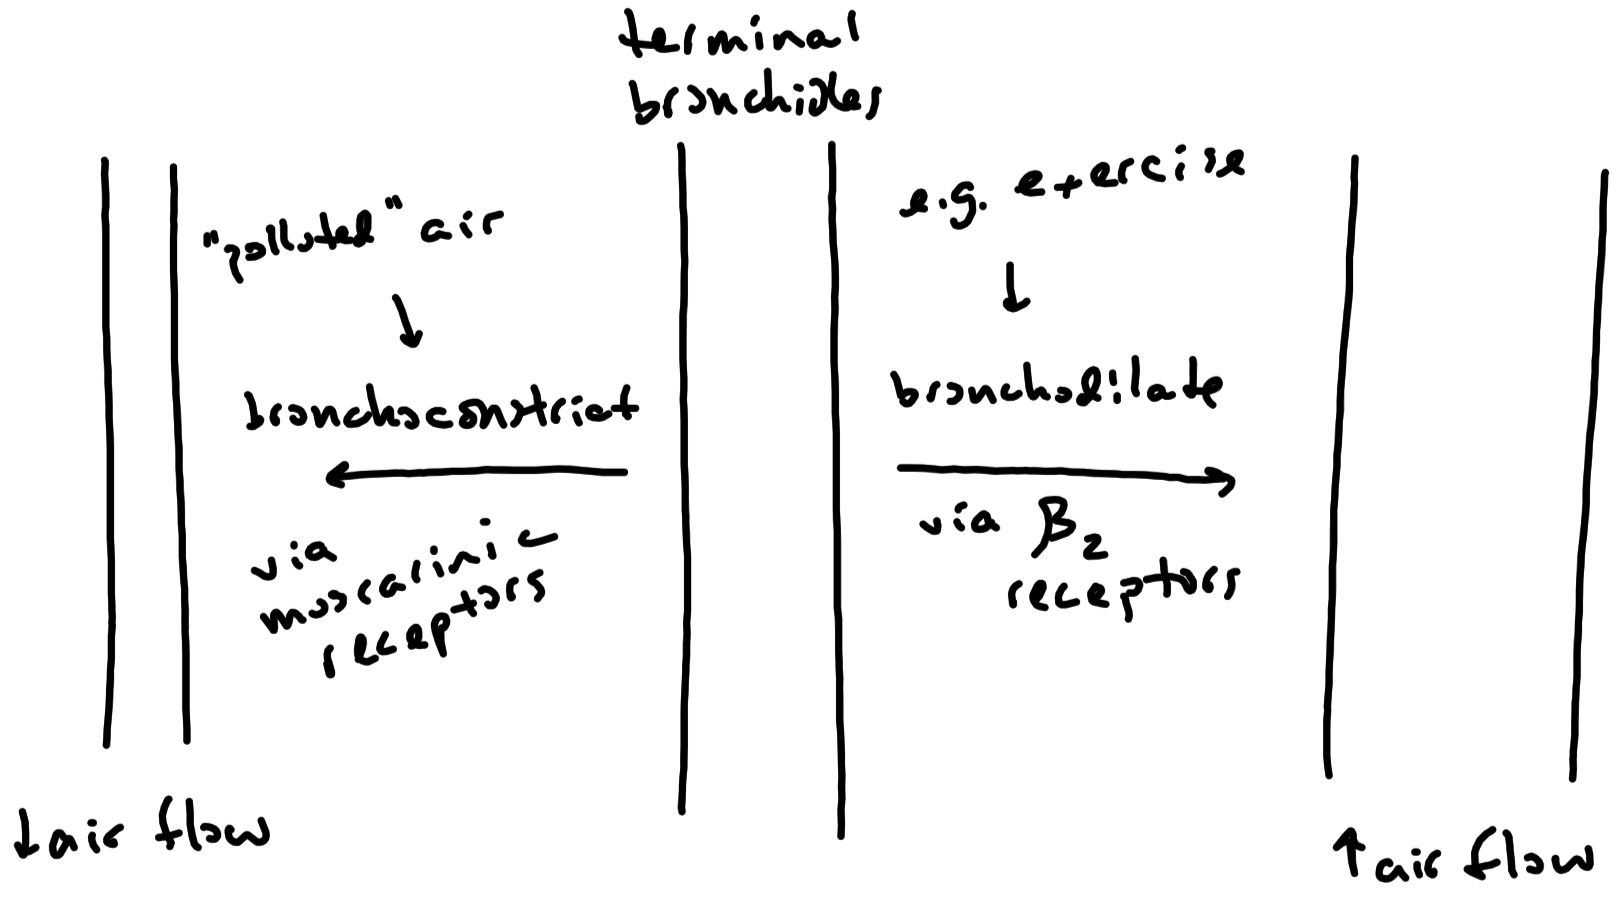 terminal
bronchioles
"polluted" air
↓
bronchoconstrict
←
via
muscarinic
receptors
↓ air flow
e.g. exercise
↓
bronchodilate
→
via β₂
receptors
↑ air flow